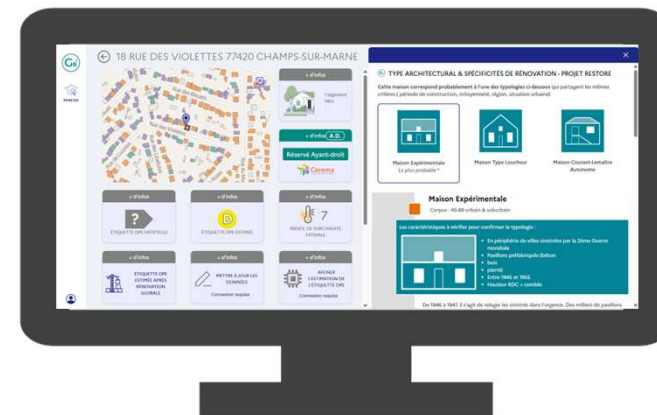 18 RUE DES VIOLETTES 77420 CHAMPS-SUR-MARNE
+ d'infos
1 logement
+ d'infos A.D.
Réservé Ayant-droit
Cerema
+ d'infos
?
ÉTIQUETTE DPE OFFICIELLE
+ d'infos
D
ÉTIQUETTE DPE ESTIMÉE
+ d'infos
7
INDICE DE SURCHAUFFE
ESTIVALE
ÉTIQUETTE DPE
ESTIMÉE APRÈS
RÉNOVATION
GLOBALE
METTRE À JOUR LES
DONNÉES
Connexion requise
AFFINER
L'ESTIMATION DE
L'ÉTIQUETTE DPE
Connexion requise
Rue des Bleuets
Rue des Violettes
TYPE ARCHITECTURAL & SPÉCIFICITÉS DE RÉNOVATION - PROJET RESTORE
Cette maison correspond probablement à l'une des typologies ci-dessous qui partagent les mêmes
critères ( période de construction, mitoyenneté, région, situation urbaine)
Maison Expérimentale
La plus probable *
Maison Type Loucheur
Maison Courant-Lemaître
Autonome
Maison Expérimentale
Corpus : 45-89 urbain & suburbain
Les caractéristiques à vérifier pour confirmer la typologie :
• En périphérie de villes sinistrées par la 2ème Guerre
mondiale
• Pavillons préfabriqués (béton
• bois
• pierre)
• Entre 1945 et 1965
• Hauteur RDC + comble
De 1946 à 1947, il s'agit de reloger les sinistrés dans l'urgence. Des milliers de pavillons